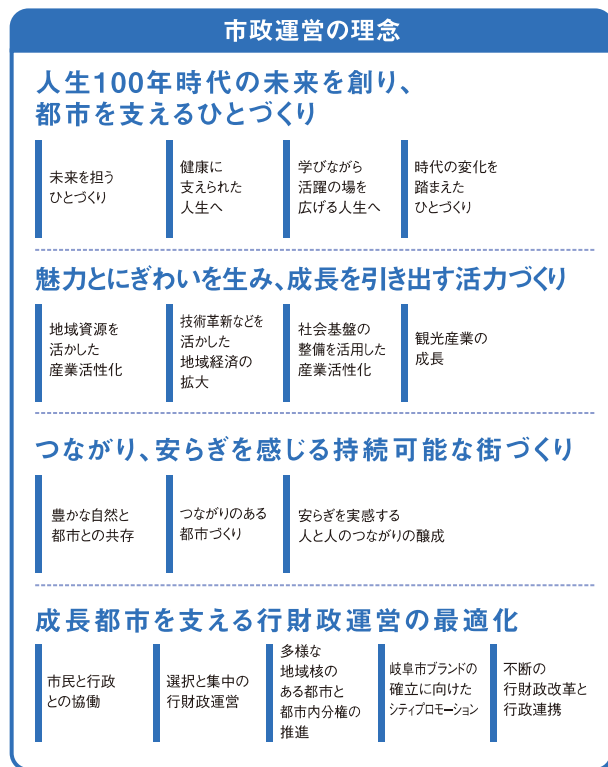 市政運営の理念
人生100年時代の未来を創り、
都市を支えるひとづくり
未来を担う
ひとづくり
健康に
支えられた
人生へ
学びながら
活躍の場を
広げる人生へ
時代の変化を
踏まえた
ひとづくり
魅力とにぎわいを生み、成長を引き出す活力づくり
地域資源を
活かした
産業活性化
技術革新などを
活かした
地域経済の
拡大
社会基盤の
整備を活用した
産業活性化
観光産業の
成長
つながり、安らぎを感じる持続可能な街づくり
豊かな自然と
都市との共存
つながりのある
都市づくり
安らぎを実感する
人と人のつながりの醸成
成長都市を支える行財政運営の最適化
市民と行政
との協働
選択と集中の
行財政運営
多様な
地域核の
ある都市と
都市内分権の
推進
岐阜市ブランドの
確立に向けた
シティプロモーション
不断の
行財政改革と
行政連携